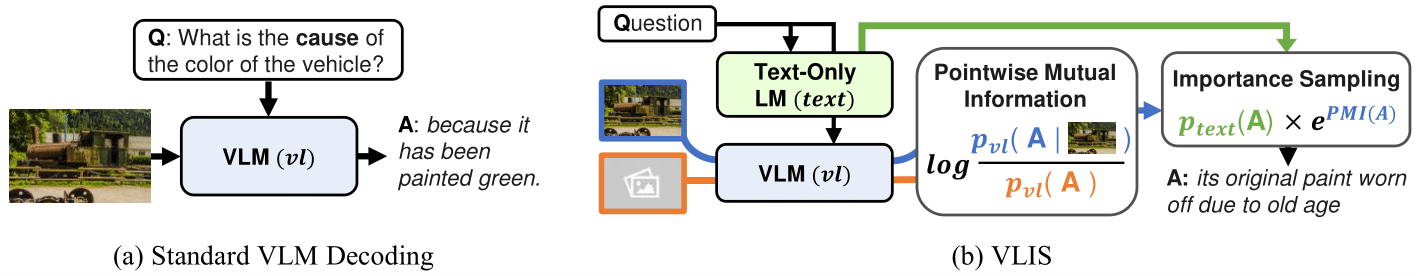 Q: What is the cause of
the color of the vehicle?
VLM (vl)
A: because it
has been
painted green.
(a) Standard VLM Decoding
Question
Text-Only
LM (text)
VLM (vl)
Pointwise Mutual
Information
log p_vl( A | ) / p_vl( A )
Importance Sampling
p_text(A) × e^PMI(A)
A: its original paint worn
off due to old age
(b) VLIS